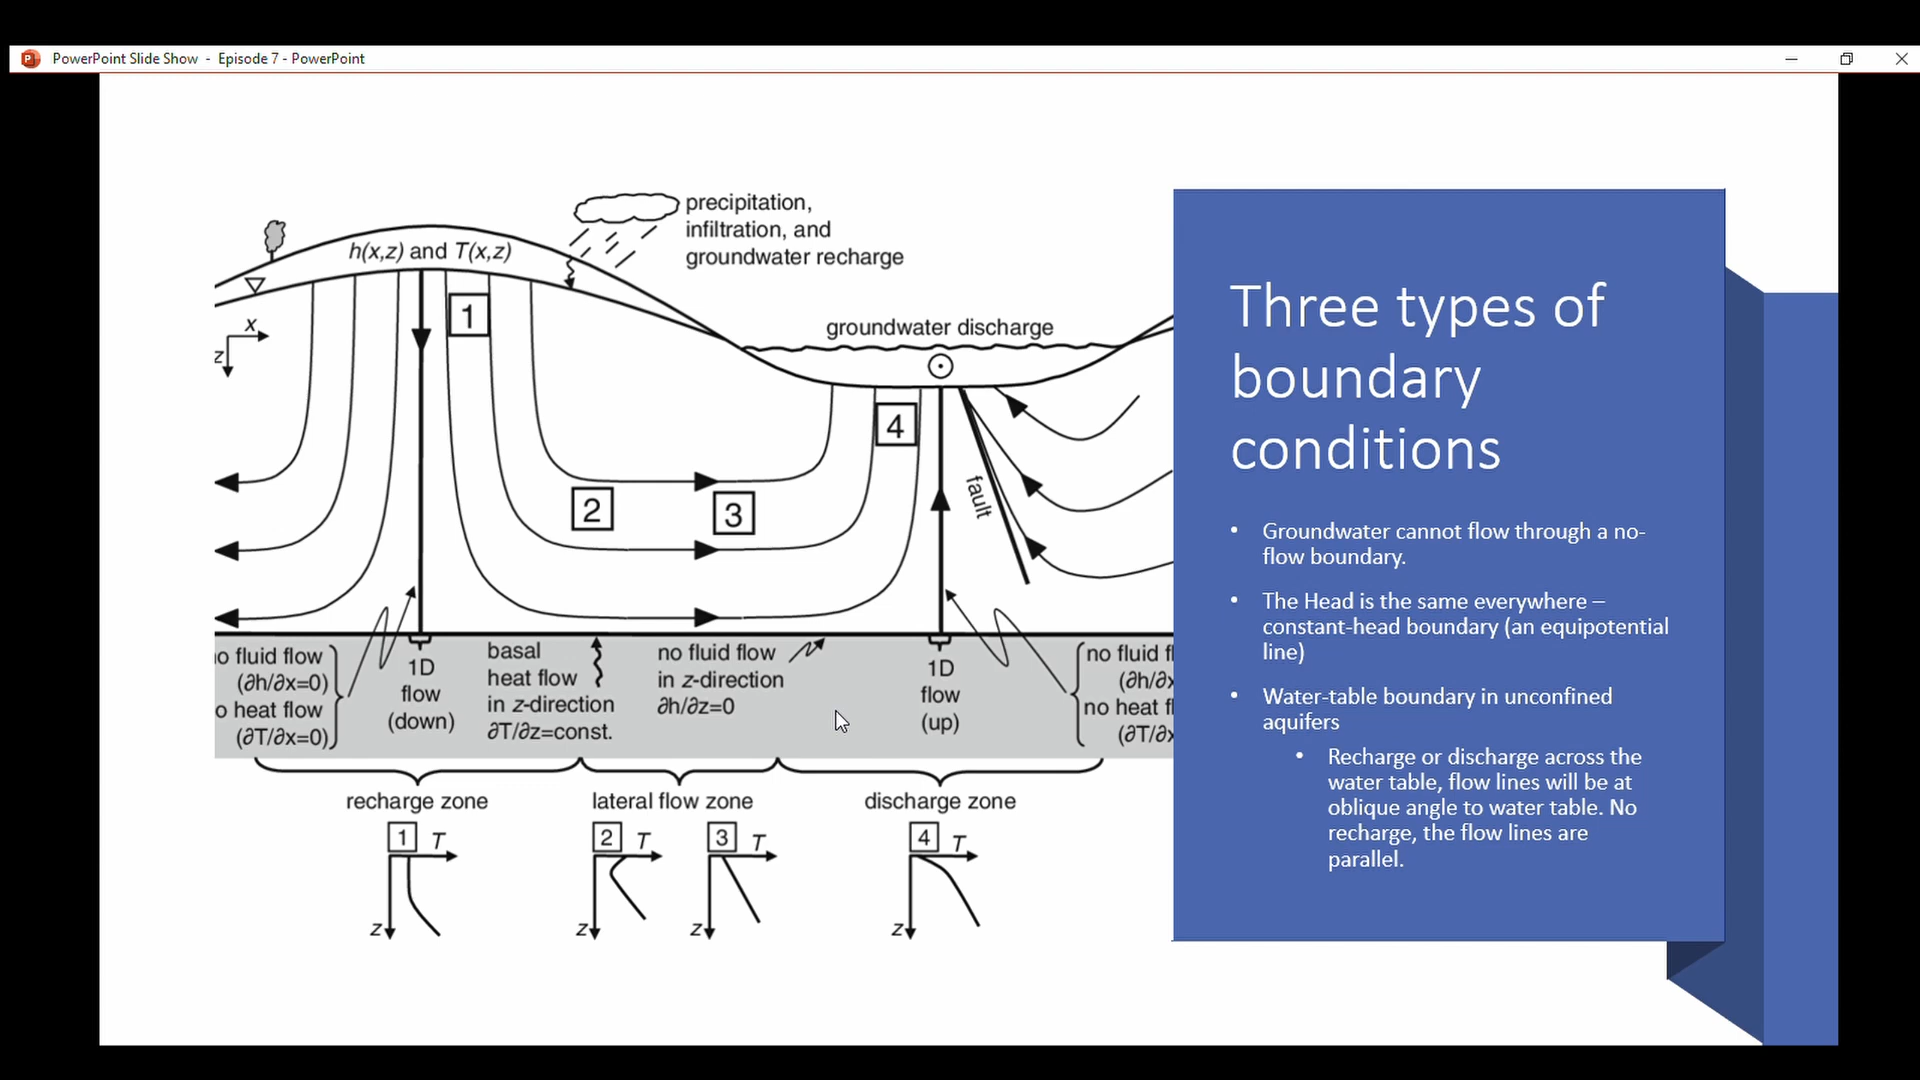 PowerPoint Slide Show - Episode 7 - PowerPoint
precipitation,
infiltration, and
groundwater recharge
h(x,z) and T(x,z)
x
z
1
groundwater discharge
4
2
3
fault
o fluid flow
(∂h/∂x=0)
o heat flow
(∂T/∂x=0)
1D
flow
(down)
basal
heat flow
in z-direction
∂T/∂z=const.
no fluid flow
in z-direction
∂h/∂z=0
1D
flow
(up)
no fluid fl
(∂h/∂x
no heat fl
(∂T/∂x
recharge zone
lateral flow zone
discharge zone
1 T
z
2 T
z
3 T
z
4 T
z
Three types of
boundary
conditions
• Groundwater cannot flow through a no-
flow boundary.
• The Head is the same everywhere –
constant-head boundary (an equipotential
line)
• Water-table boundary in unconfined
aquifers
• Recharge or discharge across the
water table, flow lines will be at
oblique angle to water table. No
recharge, the flow lines are
parallel.